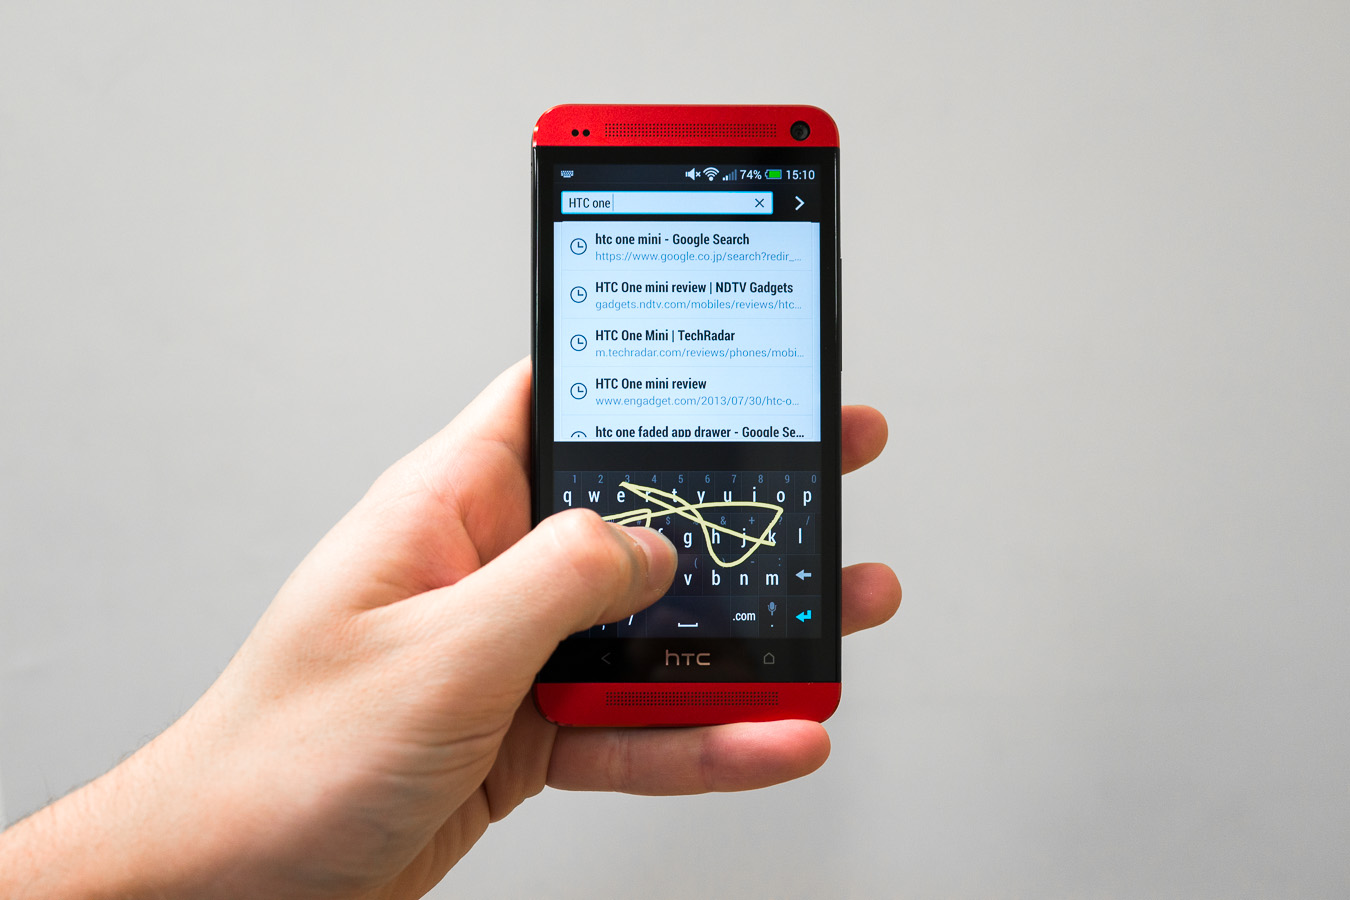 74% 15:10
HTC one
htc one mini - Google Search
https://www.google.co.jp/search?redir_...
HTC One mini review | NDTV Gadgets
gadgets.ndtv.com/mobiles/reviews/htc...
HTC One Mini | TechRadar
m.techradar.com/reviews/phones/mobi...
HTC One mini review
www.engadget.com/2013/07/30/htc-o...
htc one faded app drawer - Google Se...
1 2 3 4 5 6 7 8 9 0
q w e r t y u i o p
# $ & + /
f g h j k l
( - :
v b n m
, / .com .
hTC